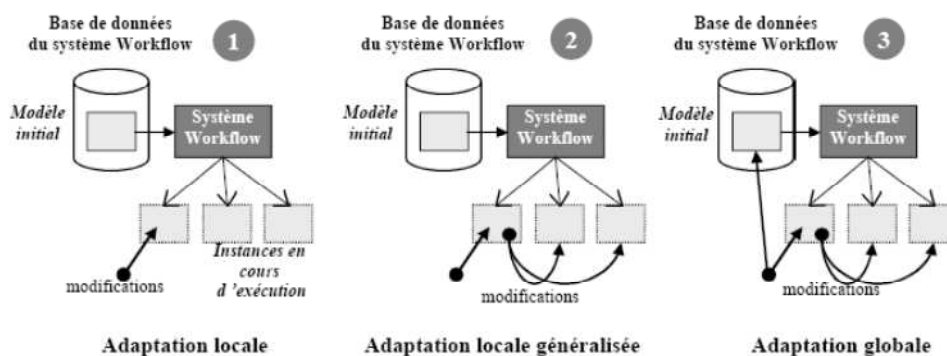 Base de données
du système Workflow
1
Modèle
initial
Système
Workflow
Instances en
cours
d 'exécution
modifications
Adaptation locale
Base de données
du système Workflow
2
Modèle
initial
Système
Workflow
modifications
Adaptation locale généralisée
Base de données
du système Workflow
3
Modèle
initial
Système
Workflow
modifications
Adaptation globale